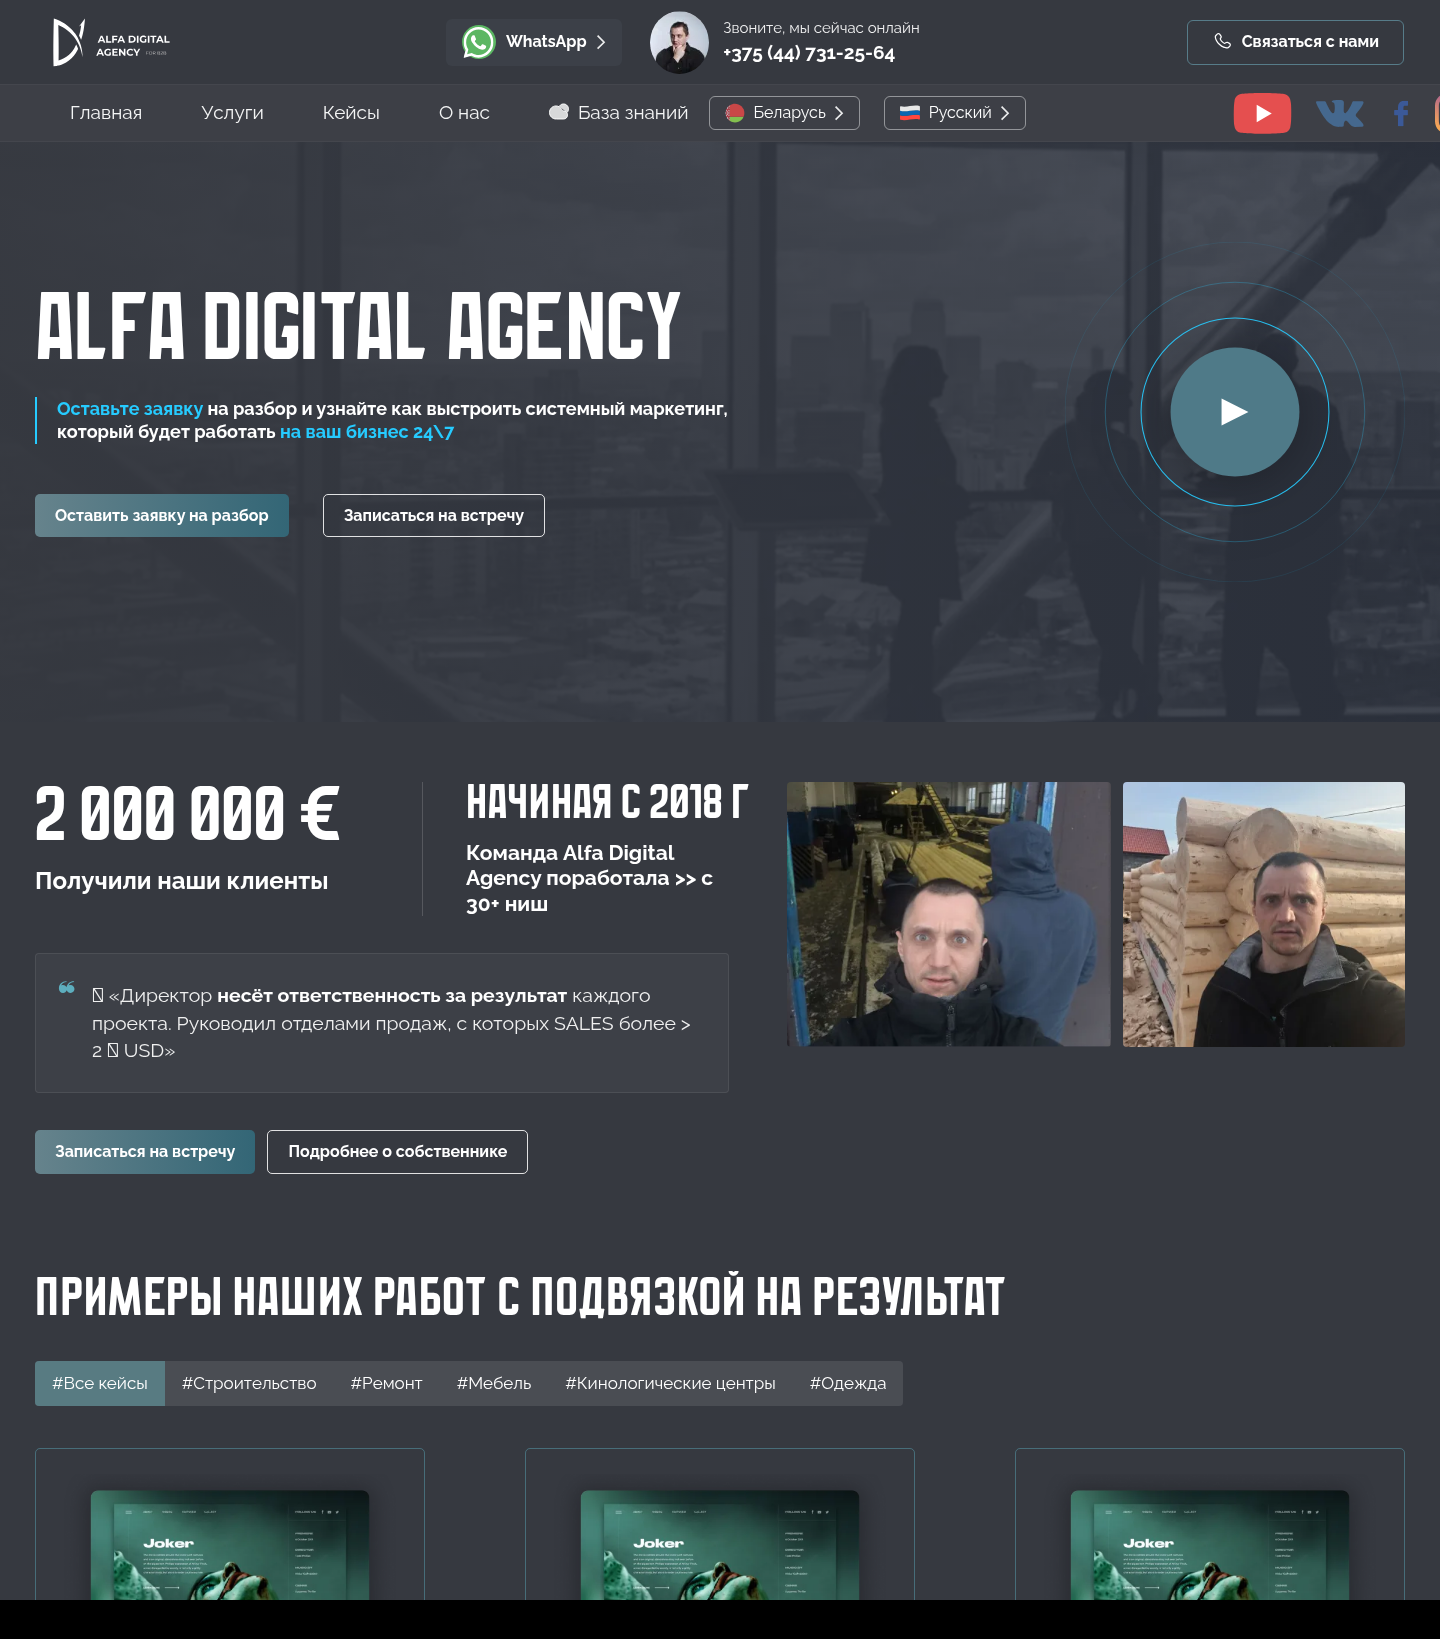 ALFA DIGITAL
AGENCY FOR B2B
WhatsApp
Звоните, мы сейчас онлайн
+375 (44) 731-25-64
Связаться с нами
Главная
Услуги
Кейсы
О нас
База знаний
Беларусь
Русский
ALFA DIGITAL AGENCY
Оставьте заявку на разбор и узнайте как выстроить системный маркетинг,
который будет работать на ваш бизнес 24\7
Оставить заявку на разбор
Записаться на встречу
2 000 000 €
Получили наши клиенты
НАЧИНАЯ С 2018 Г
Команда Alfa Digital
Agency поработала >> с
30+ ниш
«Директор несёт ответственность за результат каждого
проекта. Руководил отделами продаж, с которых SALES более >
2 USD»
Записаться на встречу
Подробнее о собственнике
ПРИМЕРЫ НАШИХ РАБОТ С ПОДВЯЗКОЙ НА РЕЗУЛЬТАТ
#Все кейсы
#Строительство
#Ремонт
#Мебель
#Кинологические центры
#Одежда
Joker
Joker
Joker